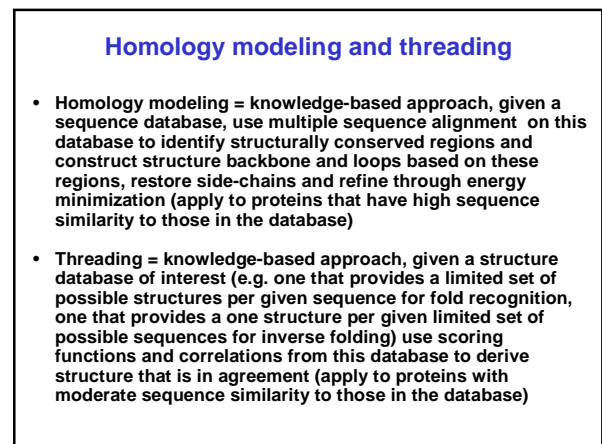 Homology modeling and threading
• Homology modeling = knowledge-based approach, given a
sequence database, use multiple sequence alignment on this
database to identify structurally conserved regions and
construct structure backbone and loops based on these
regions, restore side-chains and refine through energy
minimization (apply to proteins that have high sequence
similarity to those in the database)
• Threading = knowledge-based approach, given a structure
database of interest (e.g. one that provides a limited set of
possible structures per given sequence for fold recognition,
one that provides a one structure per given limited set of
possible sequences for inverse folding) use scoring
functions and correlations from this database to derive
structure that is in agreement (apply to proteins with
moderate sequence similarity to those in the database)